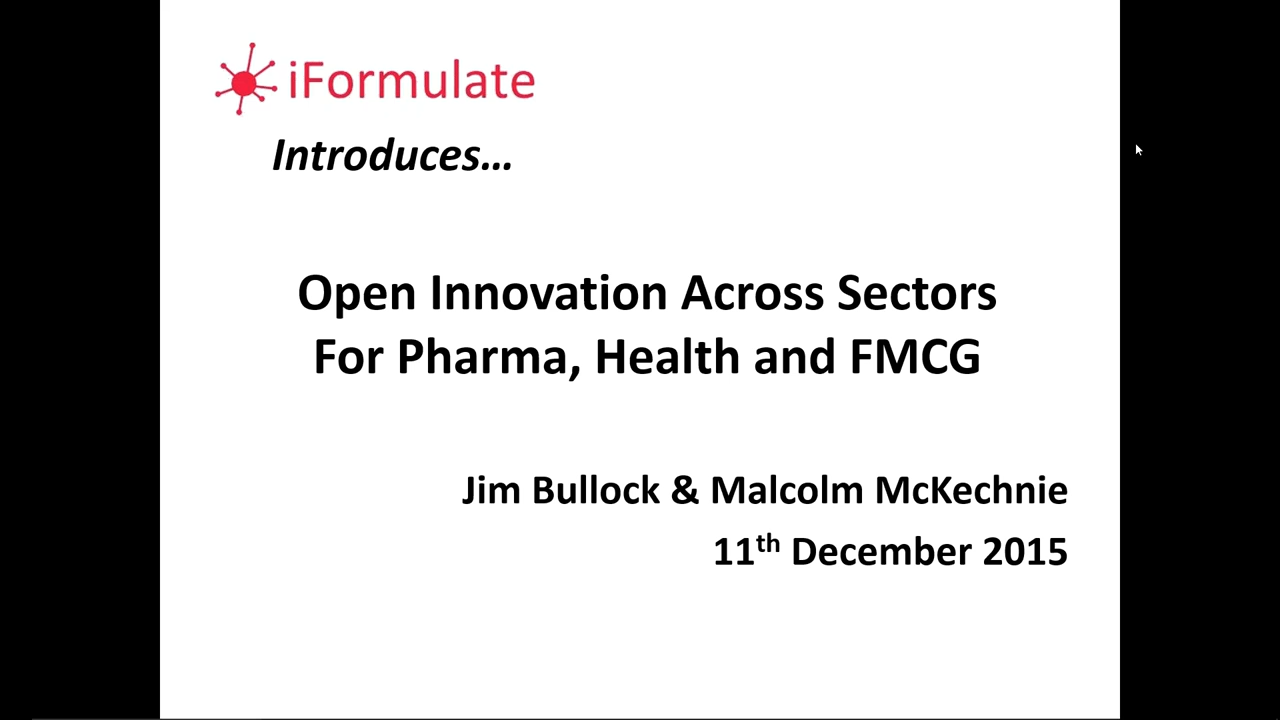 iFormulate
Introduces...
Open Innovation Across Sectors
For Pharma, Health and FMCG
Jim Bullock & Malcolm McKechnie
11th December 2015